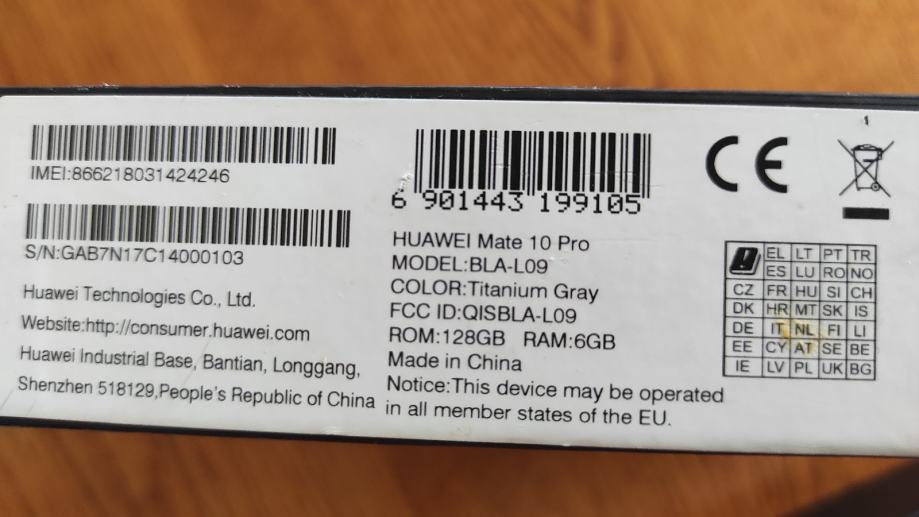 IMEI:866218031424246
S/N:GAB7N17C14000103
Huawei Technologies Co., Ltd.
Website:http://consumer.huawei.com
Huawei Industrial Base, Bantian, Longgang,
Shenzhen 518129,People's Republic of China
6 901443 199105
HUAWEI Mate 10 Pro
MODEL:BLA-L09
COLOR:Titanium Gray
FCC ID:QISBLA-L09
ROM:128GB RAM:6GB
Made in China
Notice:This device may be operated
in all member states of the EU.
CE
EL LT PT TR
ES LU RO NO
CZ FR HU SI CH
DK HR MT SK IS
DE IT NL FI LI
EE CY AT SE BE
IE LV PL UK BG